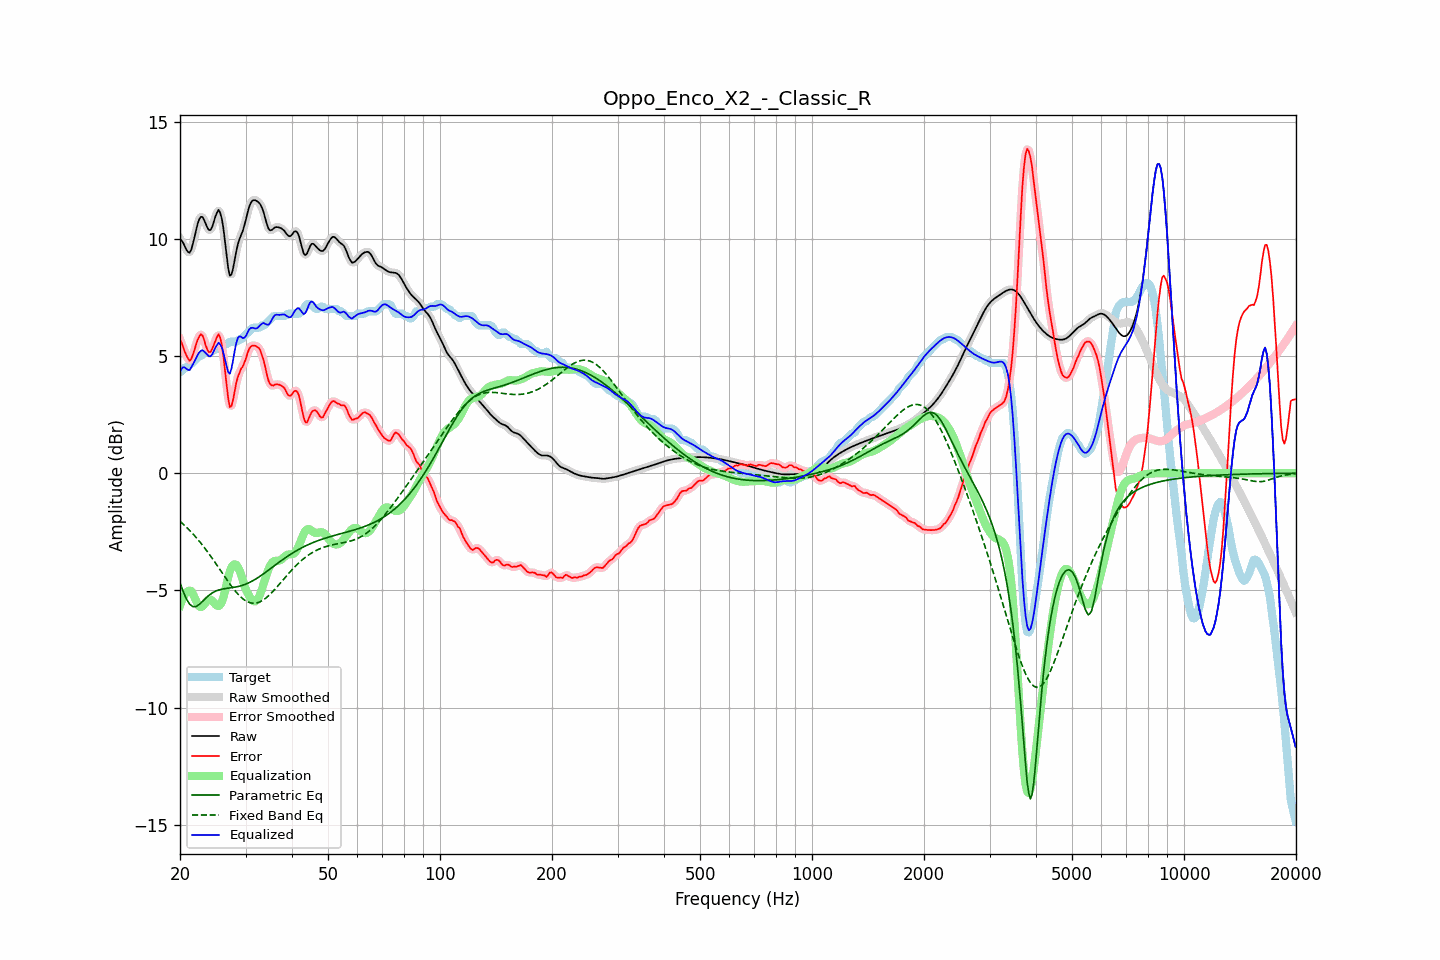 Oppo_Enco_X2_-_Classic_R
Amplitude (dBr)
15
10
5
0
−5
−10
−15
Target
Raw Smoothed
Error Smoothed
Raw
Error
Equalization
Parametric Eq
Fixed Band Eq
Equalized
20 50 100 200 500 1000 2000 5000 10000 20000
Frequency (Hz)